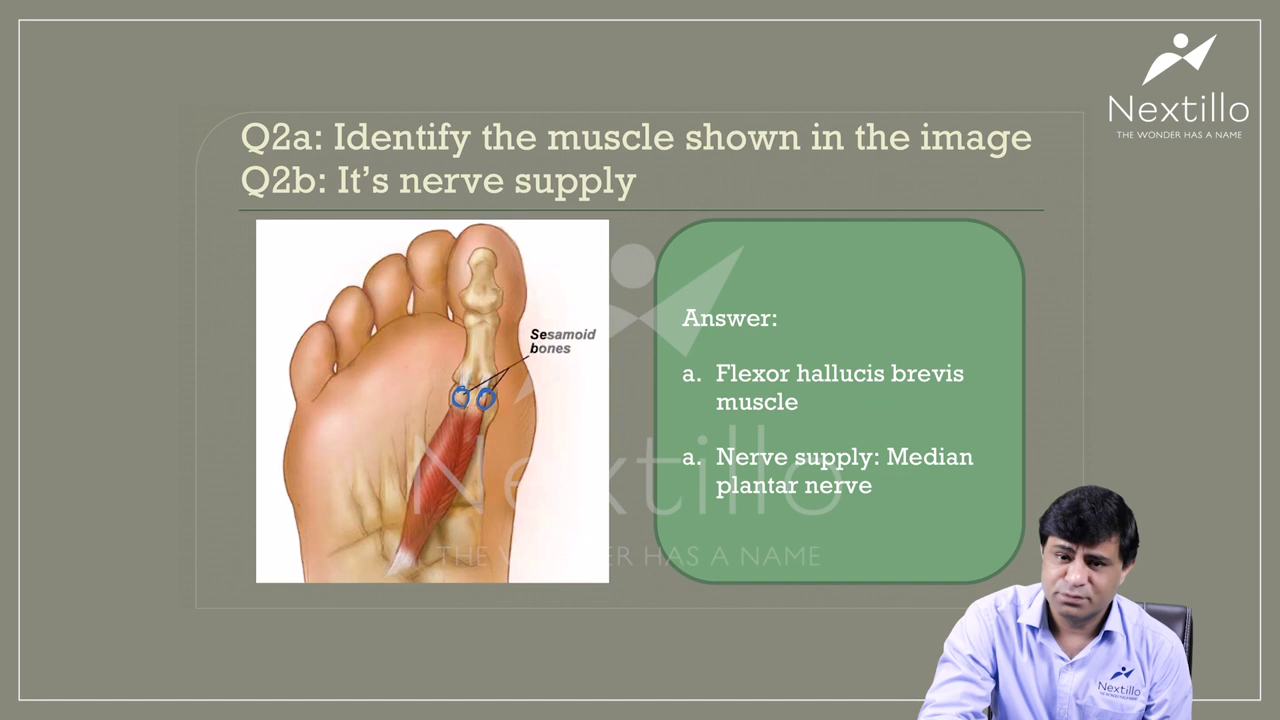 Nextillo
THE WONDER HAS A NAME
Q2a: Identify the muscle shown in the image
Q2b: It's nerve supply
Sesamoid
bones
Answer:
a. Flexor hallucis brevis
muscle
a. Nerve supply: Median
plantar nerve
Nextillo
THE WONDER HAS A NAME
Nextillo